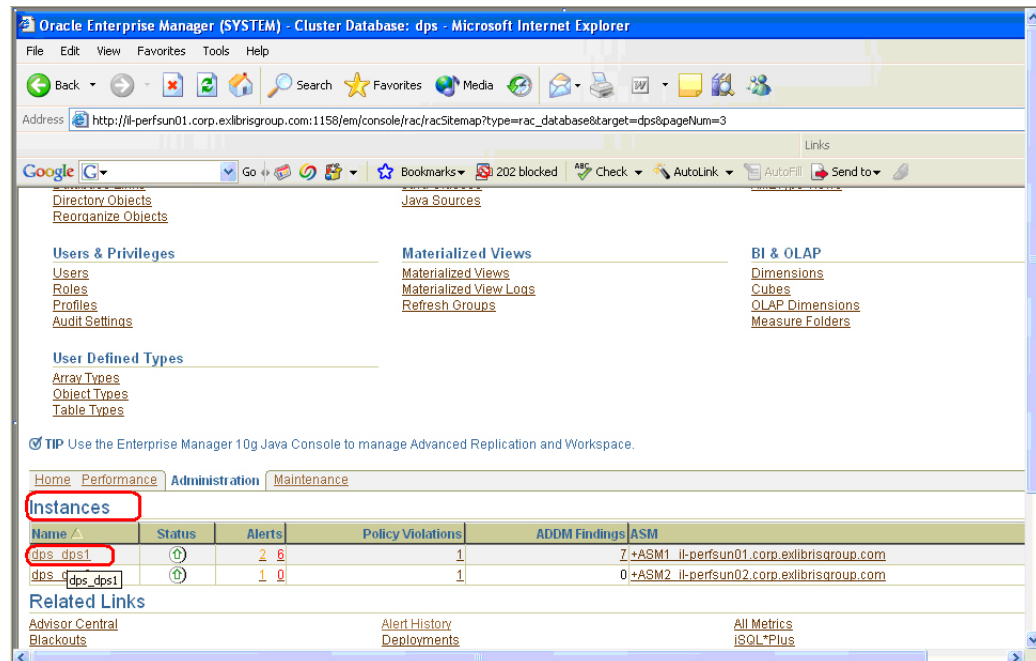 Oracle Enterprise Manager (SYSTEM) - Cluster Database: dps - Microsoft Internet Explorer
File Edit View Favorites Tools Help
Back Search Favorites Media
Address http://il-perfsun01.corp.exlibrisgroup.com:1158/em/console/rac/racSitemap?type=rac_database&target=dps&pageNum=3
Links
Google G Go Bookmarks 202 blocked ABC Check AutoLink AutoFill Send to
Directory Objects Java Sources
Reorganize Objects
Users & Privileges Materialized Views BI & OLAP
Users Materialized Views Dimensions
Roles Materialized View Logs Cubes
Profiles Refresh Groups OLAP Dimensions
Audit Settings Measure Folders
User Defined Types
Array Types
Object Types
Table Types
TIP Use the Enterprise Manager 10g Java Console to manage Advanced Replication and Workspace.
Home Performance Administration Maintenance
Instances
Name Status Alerts Policy Violations ADDM Findings ASM
dps_dps1 2 6 1 7 +ASM1_il-perfsun01.corp.exlibrisgroup.com
dps 1 0 1 0 +ASM2_il-perfsun02.corp.exlibrisgroup.com
dps_dps1
Related Links
Advisor Central Alert History All Metrics
Blackouts Deployments iSQL*Plus